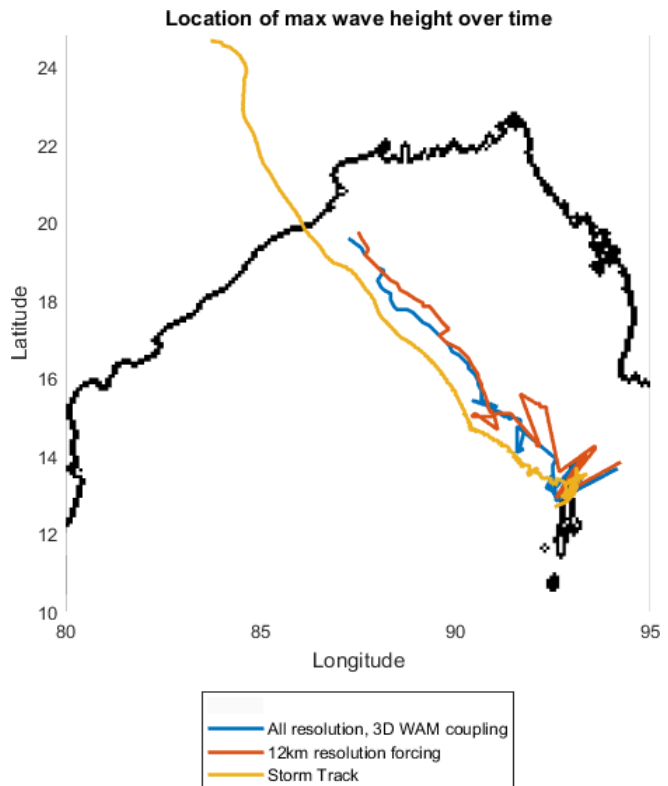 Location of max wave height over time
24
22
20
18
16
14
12
10
Latitude
80
85
90
95
Longitude
All resolution, 3D WAM coupling
12km resolution forcing
Storm Track